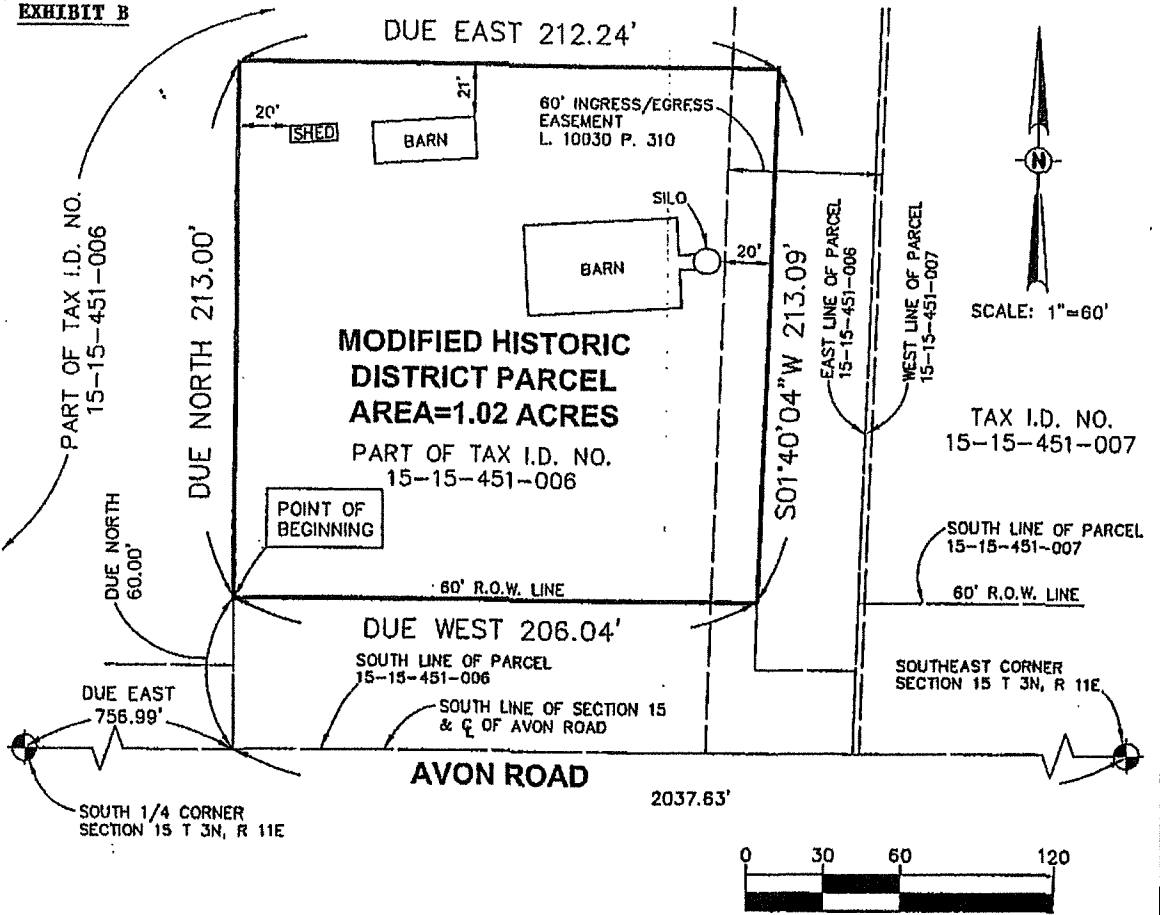 EXHIBIT B
DUE EAST 212.24'
20'
SHED
BARN
21'
60' INGRESS/EGRESS
EASEMENT
L. 10030 P. 310
N
SCALE: 1"=60'
PART OF TAX I.D. NO.
15-15-451-006
DUE NORTH 213.00'
SILO
BARN
20'
S01°40'04"W 213.09'
EAST LINE OF PARCEL
15-15-451-006
WEST LINE OF PARCEL
15-15-451-007
MODIFIED HISTORIC
DISTRICT PARCEL
AREA=1.02 ACRES
PART OF TAX I.D. NO.
15-15-451-006
TAX I.D. NO.
15-15-451-007
POINT OF
BEGINNING
DUE NORTH
60.00'
60' R.O.W. LINE
SOUTH LINE OF PARCEL
15-15-451-007
60' R.O.W. LINE
DUE WEST 206.04'
SOUTH LINE OF PARCEL
15-15-451-006
SOUTH LINE OF SECTION 15
& ℄ OF AVON ROAD
SOUTHEAST CORNER
SECTION 15 T 3N, R 11E
DUE EAST
756.99'
AVON ROAD
2037.63'
SOUTH 1/4 CORNER
SECTION 15 T 3N, R 11E
0 30 60 120